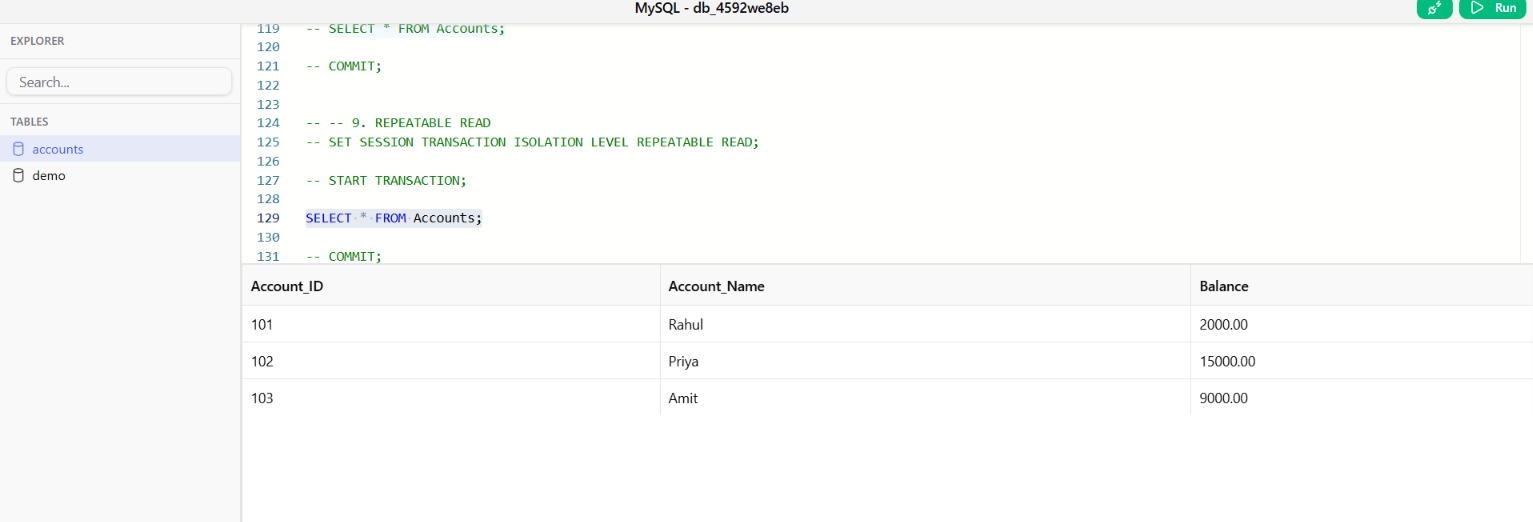 MySQL - db_4592we8eb
Run
EXPLORER
Search...
TABLES
accounts
demo
119 -- SELECT * FROM Accounts;
120
121 -- COMMIT;
122
123
124 -- -- 9. REPEATABLE READ
125 -- SET SESSION TRANSACTION ISOLATION LEVEL REPEATABLE READ;
126
127 -- START TRANSACTION;
128
129 SELECT * FROM Accounts;
130
131 -- COMMIT;
Account_ID Account_Name Balance
101 Rahul 2000.00
102 Priya 15000.00
103 Amit 9000.00